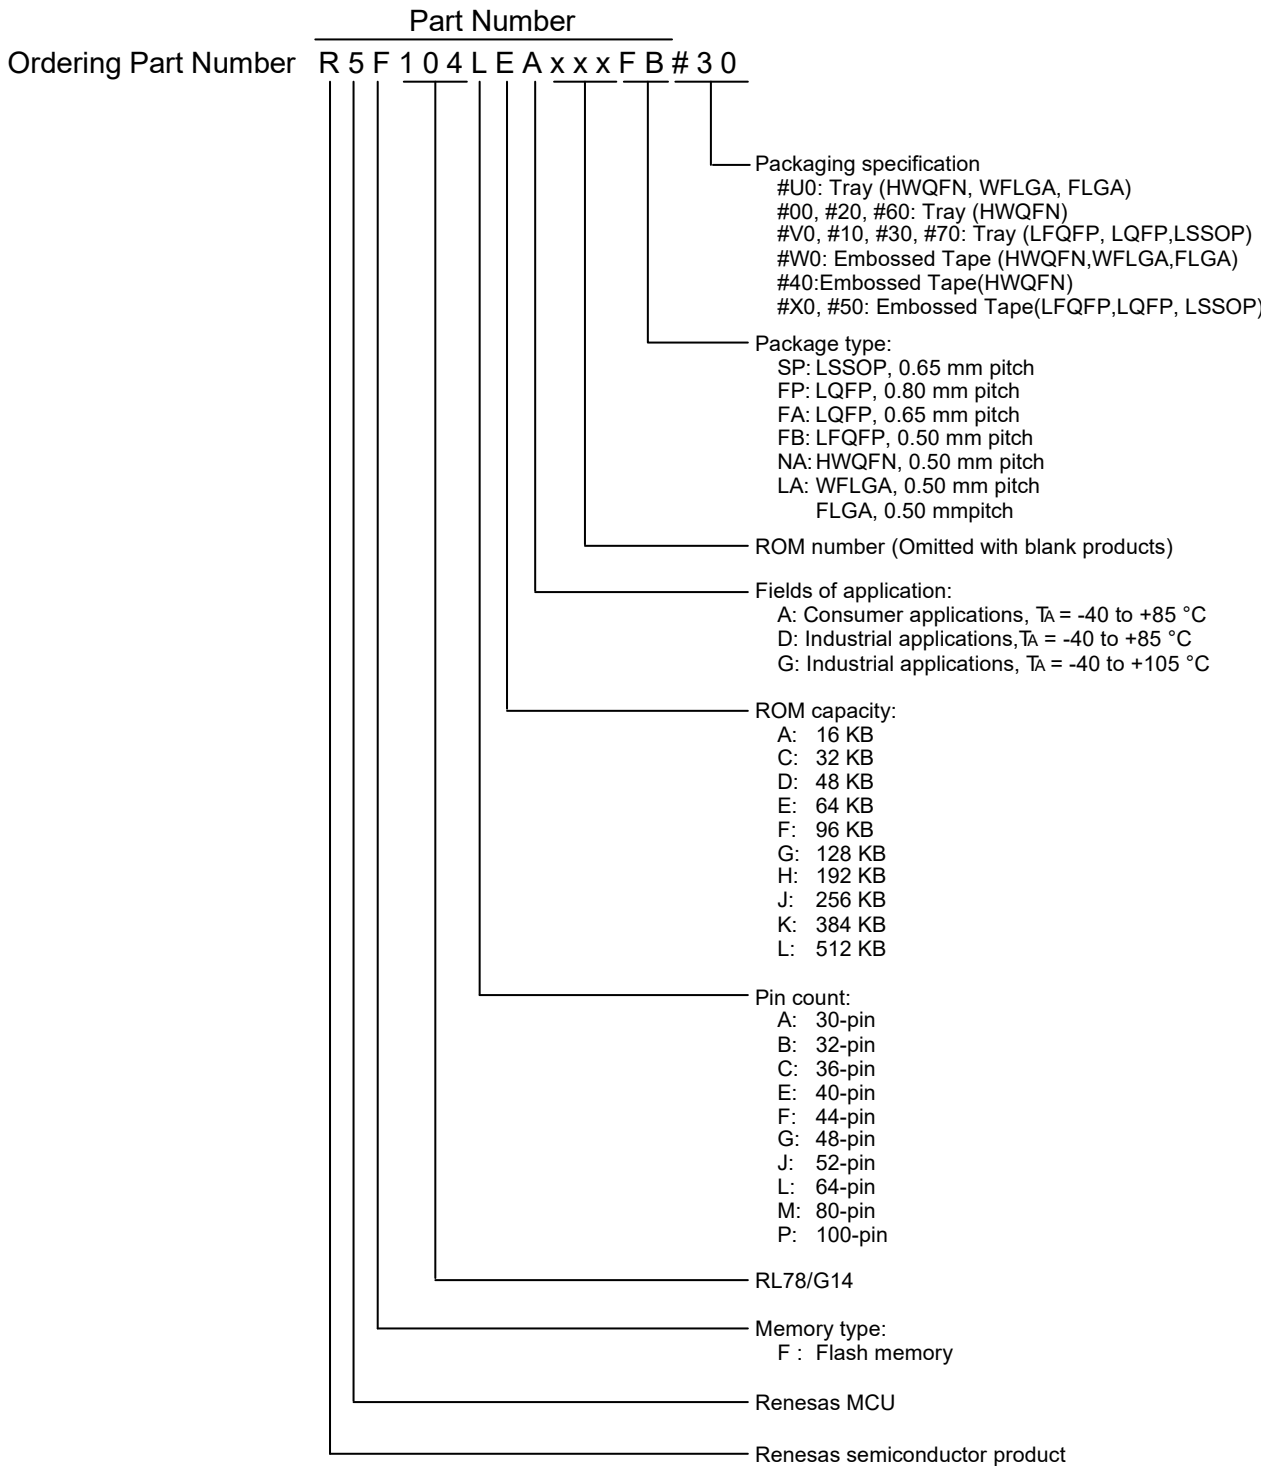 Part Number
Ordering Part Number R 5 F 1 0 4 L E A x x x F B # 3 0
Packaging specification
#U0: Tray (HWQFN, WFLGA, FLGA)
#00, #20, #60: Tray (HWQFN)
#V0, #10, #30, #70: Tray (LFQFP, LQFP,LSSOP)
#W0: Embossed Tape (HWQFN,WFLGA,FLGA)
#40:Embossed Tape(HWQFN)
#X0, #50: Embossed Tape(LFQFP,LQFP, LSSOP)
Package type:
SP: LSSOP, 0.65 mm pitch
FP: LQFP, 0.80 mm pitch
FA: LQFP, 0.65 mm pitch
FB: LFQFP, 0.50 mm pitch
NA: HWQFN, 0.50 mm pitch
LA: WFLGA, 0.50 mm pitch
FLGA, 0.50 mmpitch
ROM number (Omitted with blank products)
Fields of application:
A: Consumer applications, TA = -40 to +85 °C
D: Industrial applications,TA = -40 to +85 °C
G: Industrial applications, TA = -40 to +105 °C
ROM capacity:
A: 16 KB
C: 32 KB
D: 48 KB
E: 64 KB
F: 96 KB
G: 128 KB
H: 192 KB
J: 256 KB
K: 384 KB
L: 512 KB
Pin count:
A: 30-pin
B: 32-pin
C: 36-pin
E: 40-pin
F: 44-pin
G: 48-pin
J: 52-pin
L: 64-pin
M: 80-pin
P: 100-pin
RL78/G14
Memory type:
F : Flash memory
Renesas MCU
Renesas semiconductor product